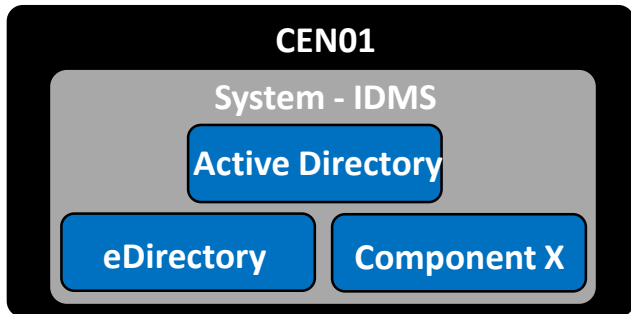 CEN01
System - IDMS
Active Directory
eDirectory
Component X